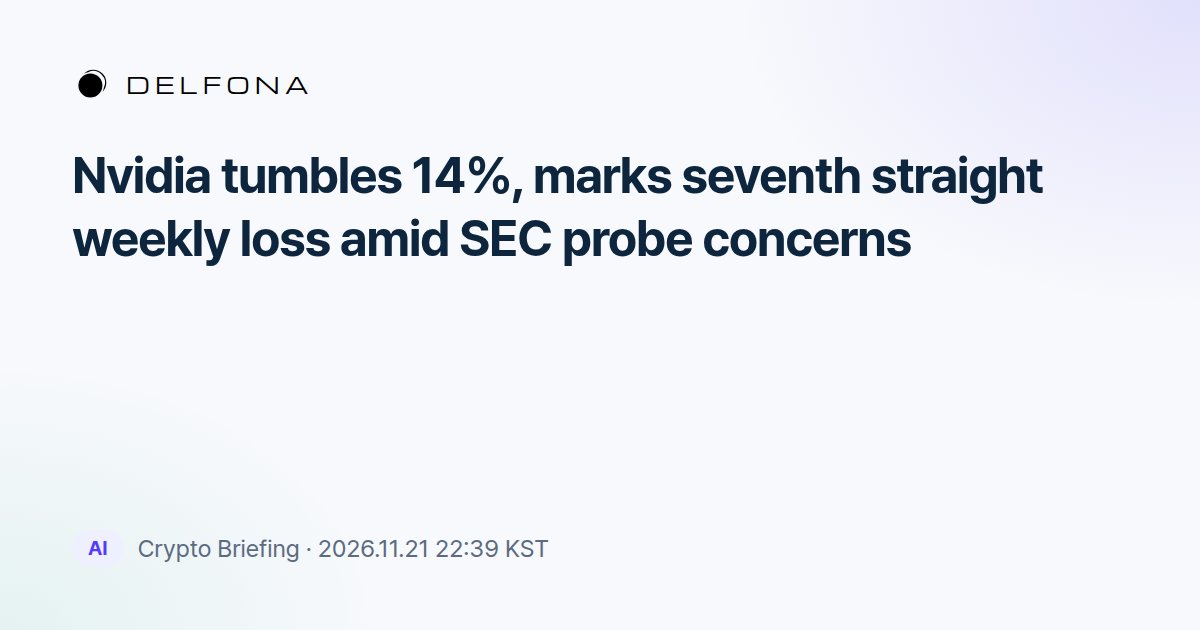 DELFONA
Nvidia tumbles 14%, marks seventh straight
weekly loss amid SEC probe concerns
AI Crypto Briefing · 2026.11.21 22:39 KST